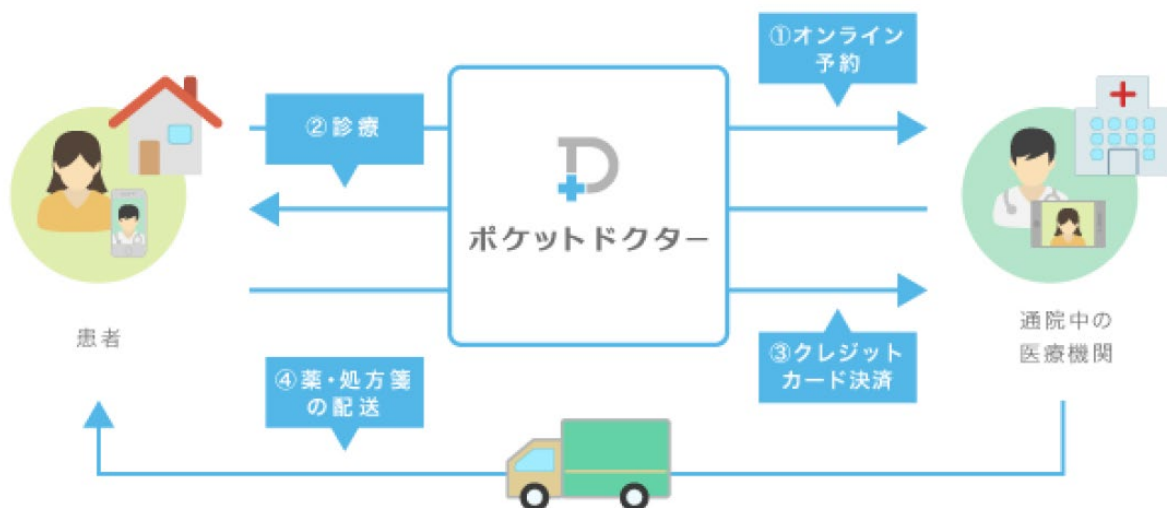 ①オンライン
予約
②診療
ポケットドクター
患者
通院中の
医療機関
③クレジット
カード決済
④薬・処方箋
の配送